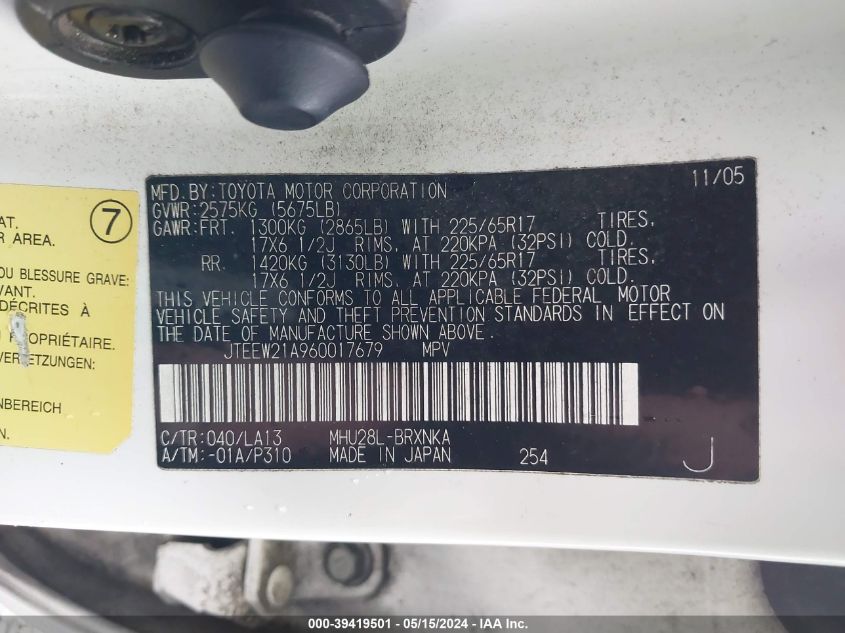 MFD. BY: TOYOTA MOTOR CORPORATION 11/05
GVWR: 2575KG (5675LB)
GAWR: FRT. 1300KG (2865LB) WITH 225/65R17 TIRES,
17X6 1/2J RIMS, AT 220KPA (32PSI) COLD.
RR. 1420KG (3130LB) WITH 225/65R17 TIRES,
17X6 1/2J RIMS, AT 220KPA (32PSI) COLD.
THIS VEHICLE CONFORMS TO ALL APPLICABLE FEDERAL MOTOR
VEHICLE SAFETY AND THEFT PREVENTION STANDARDS IN EFFECT ON
THE DATE OF MANUFACTURE SHOWN ABOVE.
JTEEW21A960017679 MPV
C/TR: 040/LA13 MHU28L-BRXNKA
A/TM: -01A/P310 MADE IN JAPAN 254 J
7
AT.
R AREA.
OU BLESSURE GRAVE:
VANT.
DÉCRITES À
PROPRIÉTAIRE.
VERLETZUNGEN:
NBEREICH
000-39419501 - 05/15/2024 - IAA Inc.